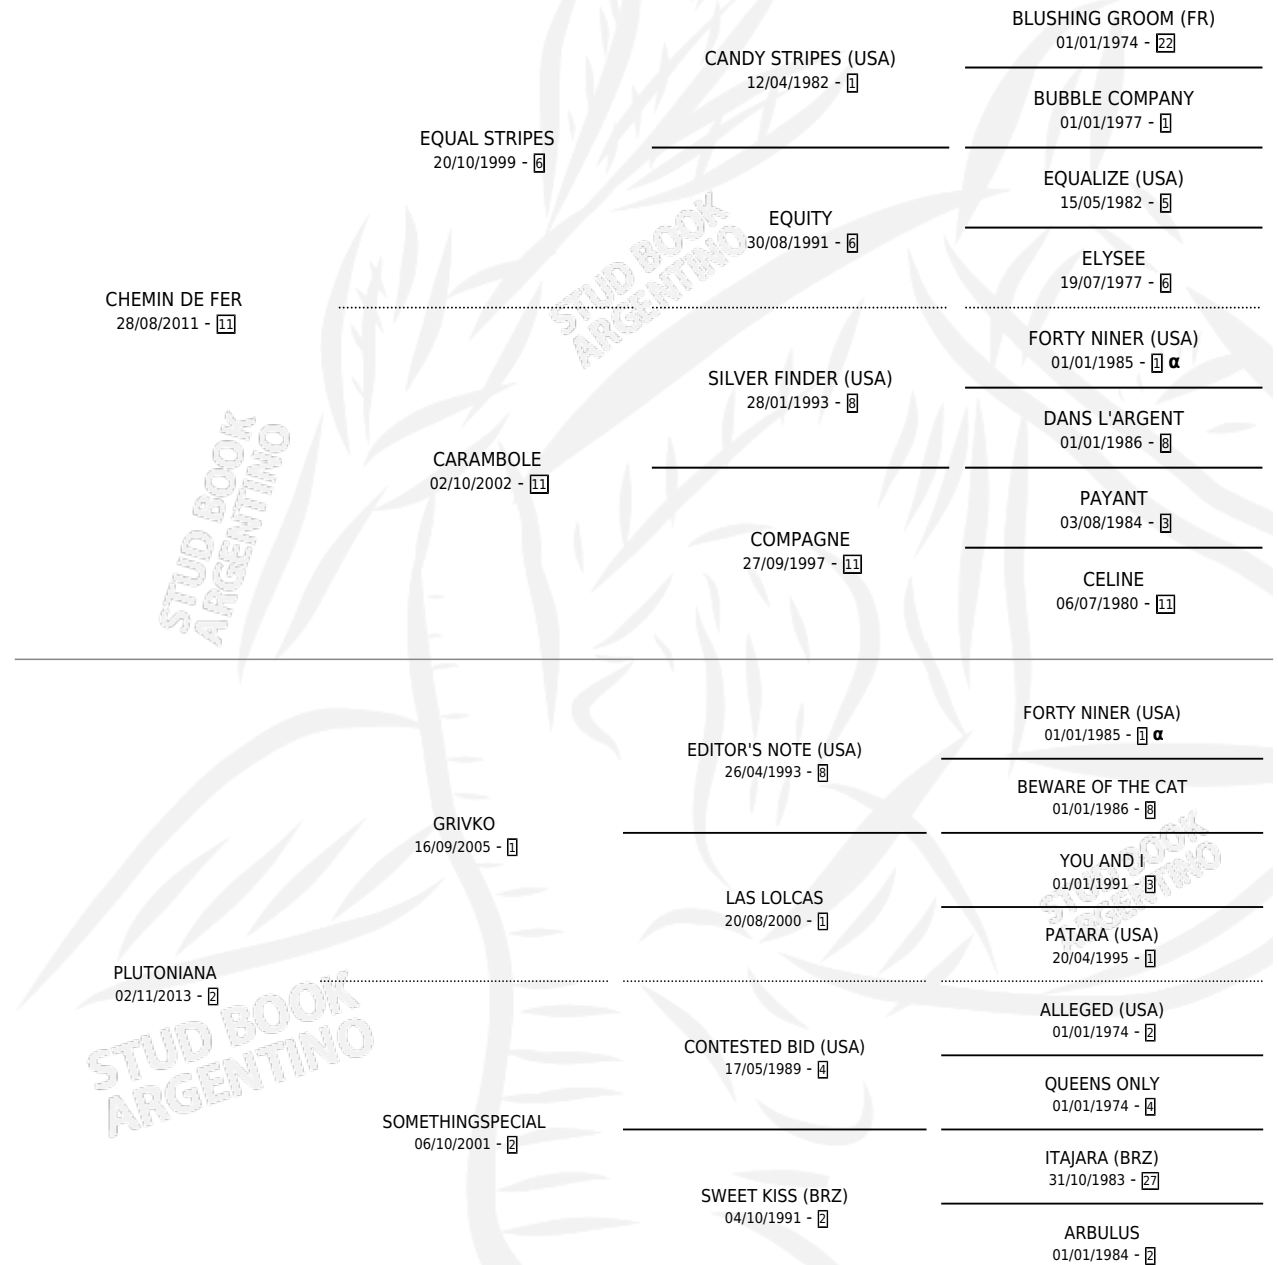 BLUSHING GROOM (FR)
01/01/1974 - 22
CANDY STRIPES (USA)
12/04/1982 - 1
BUBBLE COMPANY
01/01/1977 - 1
EQUAL STRIPES
20/10/1999 - 6
EQUALIZE (USA)
15/05/1982 - 5
EQUITY
30/08/1991 - 6
ELYSEE
19/07/1977 - 6
CHEMIN DE FER
28/08/2011 - 11
FORTY NINER (USA)
01/01/1985 - 1 α
SILVER FINDER (USA)
28/01/1993 - 8
DANS L'ARGENT
01/01/1986 - 8
CARAMBOLE
02/10/2002 - 11
PAYANT
03/08/1984 - 3
COMPAGNE
27/09/1997 - 11
CELINE
06/07/1980 - 11
FORTY NINER (USA)
01/01/1985 - 1 α
EDITOR'S NOTE (USA)
26/04/1993 - 8
BEWARE OF THE CAT
01/01/1986 - 8
GRIVKO
16/09/2005 - 1
YOU AND I
01/01/1991 - 3
LAS LOLCAS
20/08/2000 - 1
PATARA (USA)
20/04/1995 - 1
PLUTONIANA
02/11/2013 - 2
ALLEGED (USA)
01/01/1974 - 2
CONTESTED BID (USA)
17/05/1989 - 4
QUEENS ONLY
01/01/1974 - 4
SOMETHINGSPECIAL
06/10/2001 - 2
ITAJARA (BRZ)
31/10/1983 - 27
SWEET KISS (BRZ)
04/10/1991 - 2
ARBULUS
01/01/1984 - 2
STUD BOOK
ARGENTINO
STUD BOOK
ARGENTINO
STUD BOOK
ARGENTINO
STUD BOOK
ARGENTINO